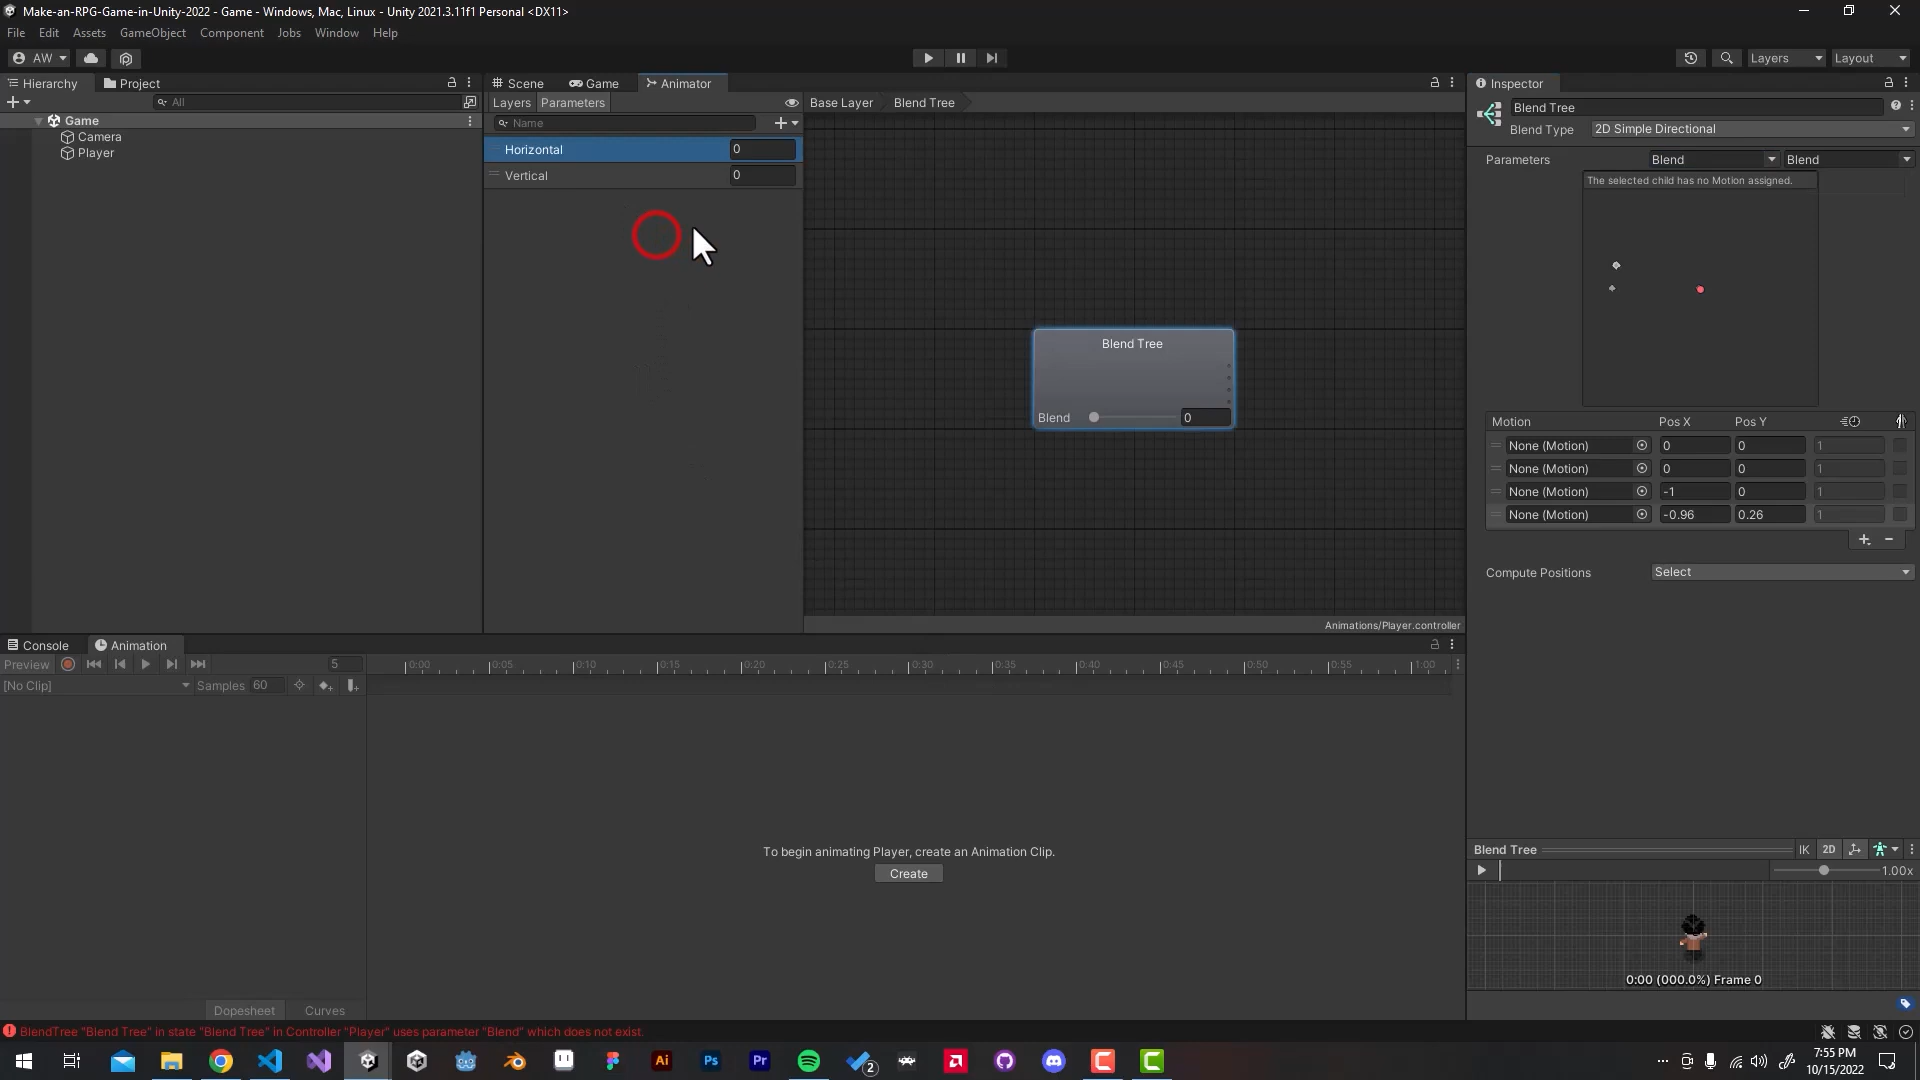 Make-an-RPG-Game-in-Unity-2022 - Game - Windows, Mac, Linux - Unity 2021.3.11f1 Personal <DX11>
File Edit Assets GameObject Component Jobs Window Help
AW Layers Layout
Hierarchy Project
All
Game
Camera
Player
Scene Game Animator
Layers Parameters Base Layer Blend Tree
Name
Horizontal 0
Vertical 0
Blend Tree
Blend 0
Animations/Player.controller
Inspector
Blend Tree
Blend Type 2D Simple Directional
Parameters Blend Blend
The selected child has no Motion assigned.
Motion Pos X Pos Y
None (Motion) 0 0 1
None (Motion) 0 0 1
None (Motion) -1 0 1
None (Motion) -0.96 0.26 1
Compute Positions Select
Console Animation
Preview 5 0:00 0:05 0:10 0:15 0:20 0:25 0:30 0:35 0:40 0:45 0:50 0:55 1:00
[No Clip] Samples 60
To begin animating Player, create an Animation Clip.
Create
Dopesheet Curves
Blend Tree IK 2D
1.00x
0:00 (000.0%) Frame 0
BlendTree "Blend Tree" in state "Blend Tree" in Controller "Player" uses parameter "Blend" which does not exist.
Ai Ps Pr 2
7:55 PM
10/15/2022